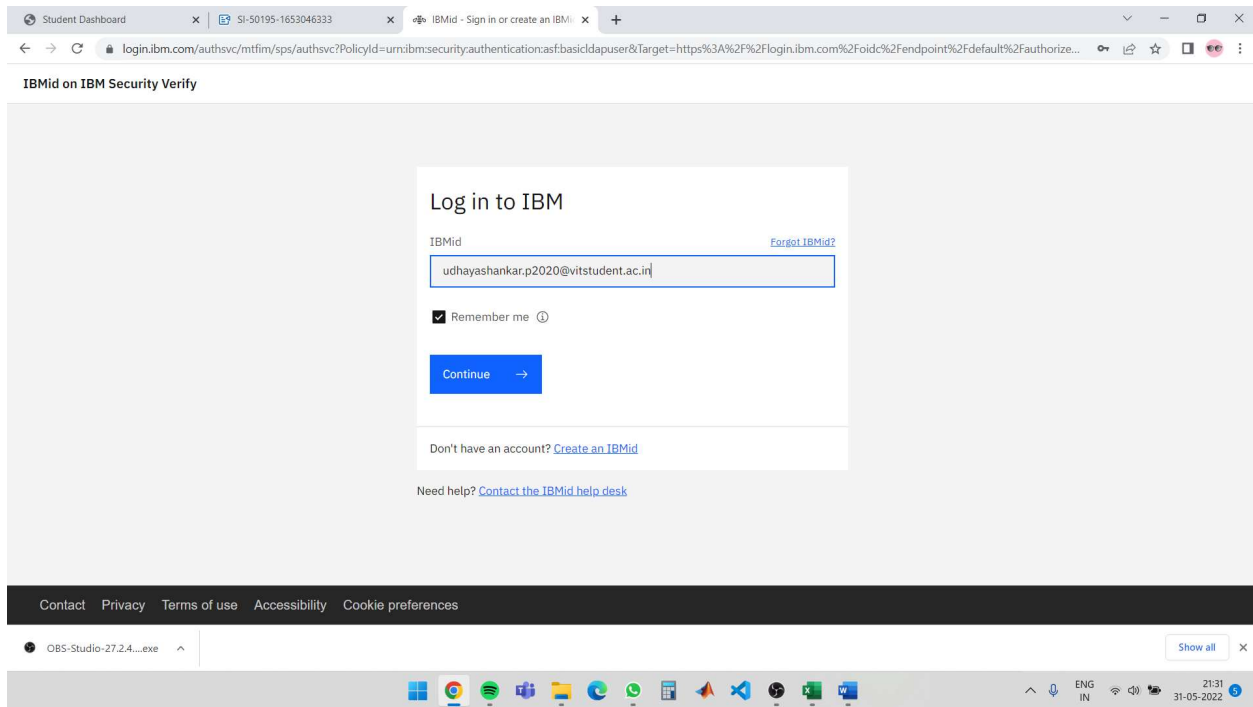 Student Dashboard
SI-50195-1653046333
IBMid - Sign in or create an IBMi
login.ibm.com/authsvc/mtfim/sps/authsvc?PolicyId=urn:ibm:security:authentication:asf:basicldapuser&Target=https%3A%2F%2Flogin.ibm.com%2Foidc%2Fendpoint%2Fdefault%2Fauthorize...
IBMid on IBM Security Verify
Log in to IBM
IBMid Forgot IBMid?
udhayashankar.p2020@vitstudent.ac.in
Remember me
Continue
Don't have an account? Create an IBMid
Need help? Contact the IBMid help desk
Contact Privacy Terms of use Accessibility Cookie preferences
OBS-Studio-27.2.4....exe Show all
ENG 21:31
IN 31-05-2022 5